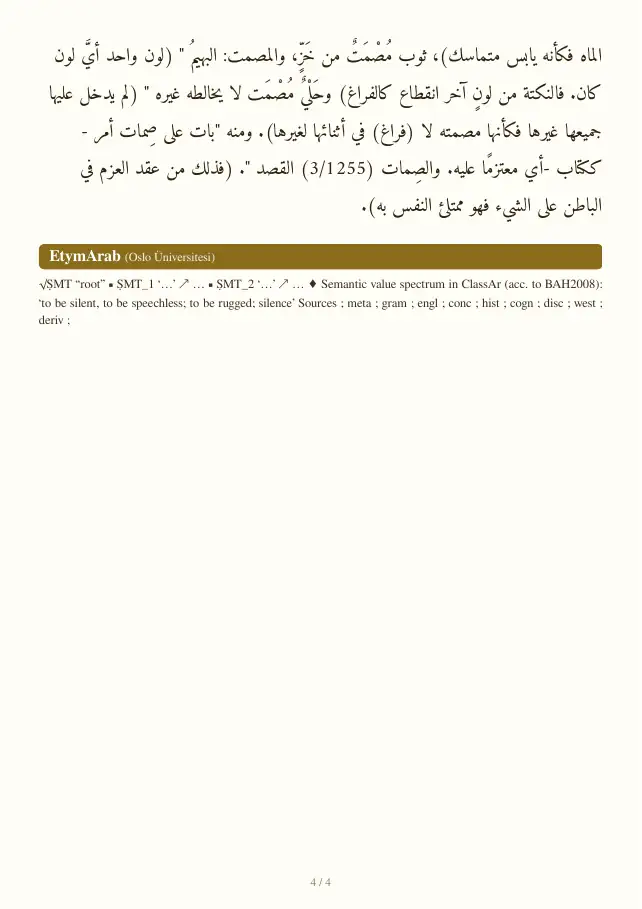 الماه فكأنه يابس متماسك)، ثوب مُصْمَتٌ من خَزٍّ، والمصمت: البهيمُ " (لون واحد أيَّ لون
كان. فالنكتة من لونٍ آخر انقطاع كالفراغ) وحَلْيٌ مُصْمَت لا يخالطه غيره " (لم يدخل عليها
جميعها غيرها فكأنها مصمته لا (فراغ) في أثنائها لغيرها). ومنه "بات على صِمات أمر -
ككتاب -أي معتزمًا عليه. والصِمات (3/1255) القصد ". (فذلك من عقد العزم في
الباطن على الشيء فهو ممتلئ النفس به).
EtymArab (Oslo Üniversitesi)
√ṢMT “root” ▪ ṢMT_1 ‘…’ ↗ … ▪ ṢMT_2 ‘…’ ↗ … ♦ Semantic value spectrum in ClassAr (acc. to BAH2008):
‘to be silent, to be speechless; to be rugged; silence’ Sources ; meta ; gram ; engl ; conc ; hist ; cogn ; disc ; west ;
deriv ;
4 / 4